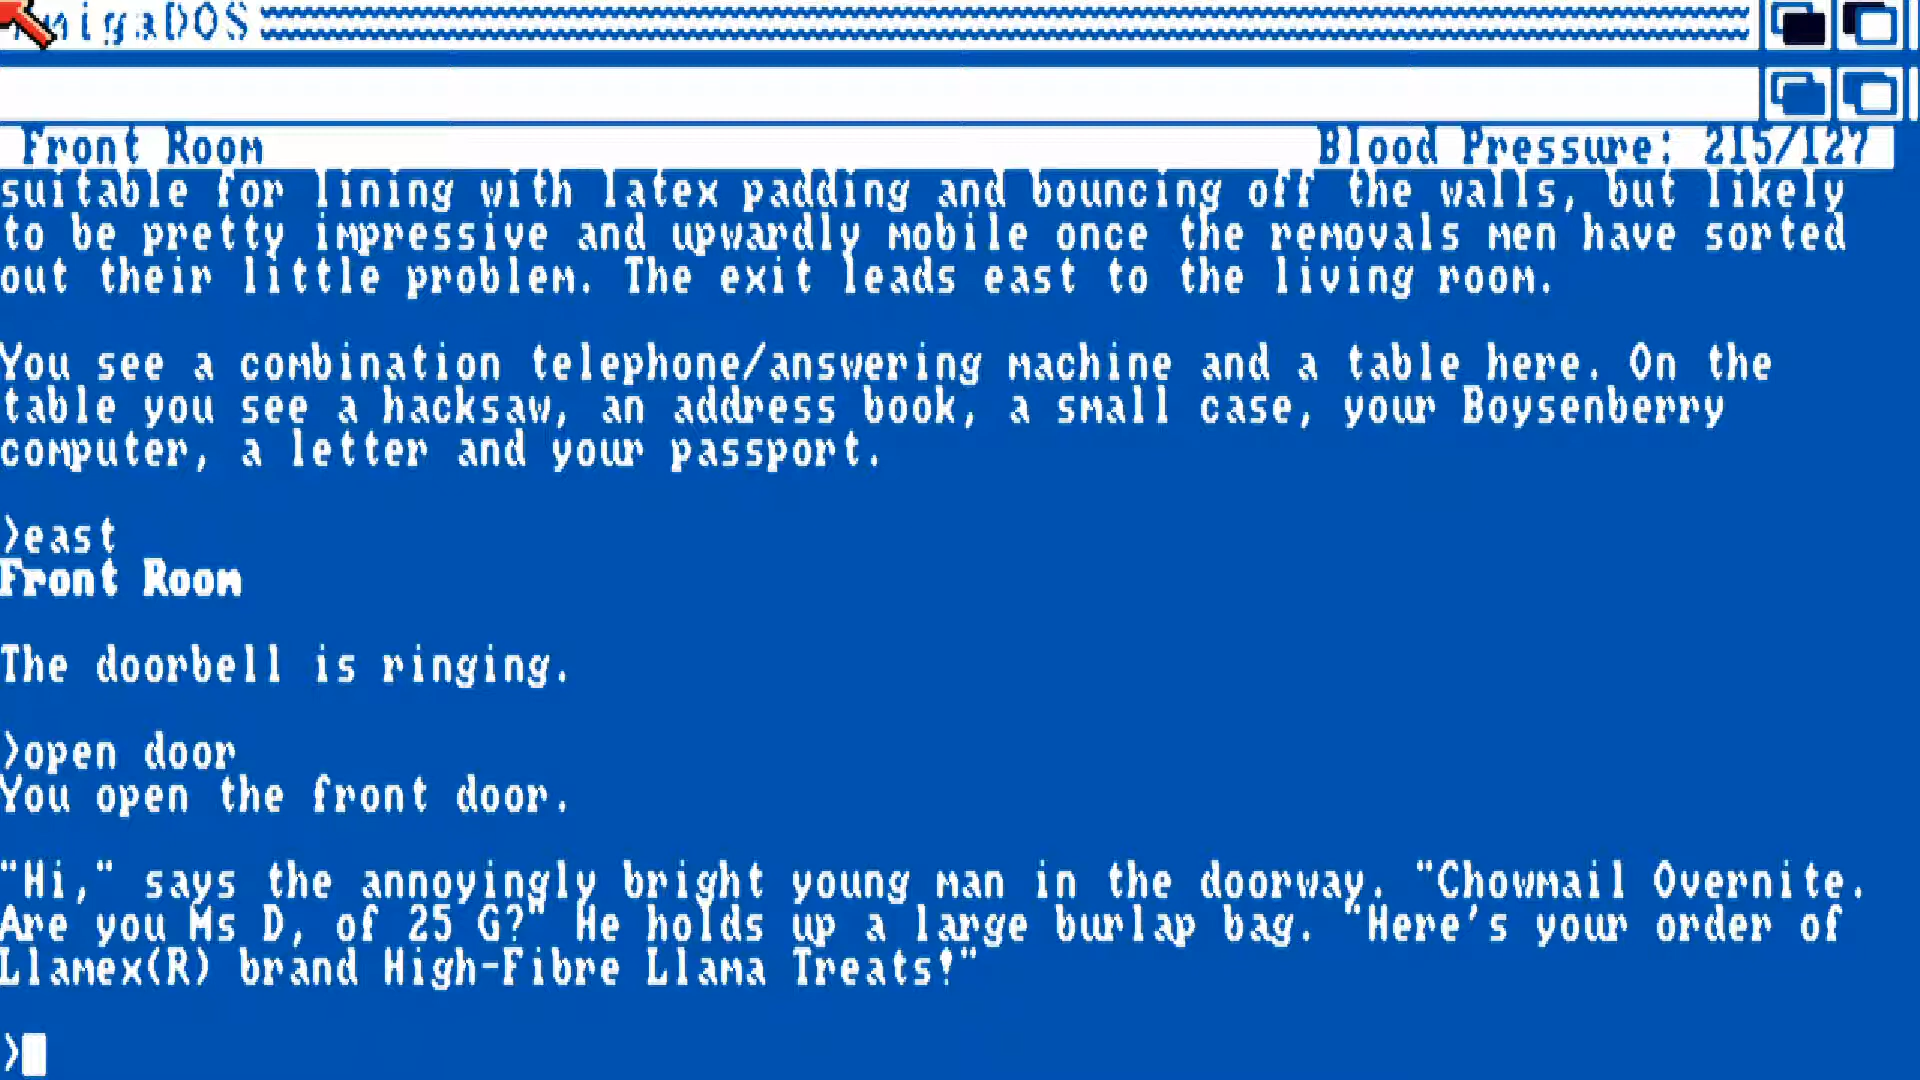 migaDOS
Front Room Blood Pressure: 215/127
suitable for lining with latex padding and bouncing off the walls, but likely
to be pretty impressive and upwardly mobile once the removals men have sorted
out their little problem. The exit leads east to the living room.
You see a combination telephone/answering machine and a table here. On the
table you see a hacksaw, an address book, a small case, your Boysenberry
computer, a letter and your passport.
>east
Front Room
The doorbell is ringing.
>open door
You open the front door.
"Hi," says the annoyingly bright young man in the doorway. "Chowmail Overnite.
Are you Ms D, of 25 G?" He holds up a large burlap bag. "Here's your order of
Llamex(R) brand High-Fibre Llama Treats!"
>